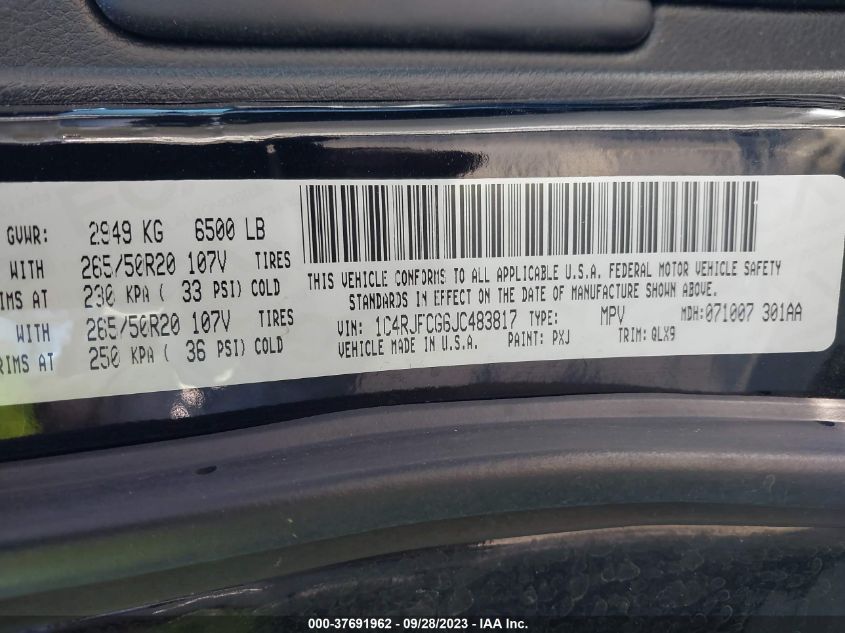 GVWR: 2949 KG 6500 LB
WITH 265/50R20 107V TIRES
IMS AT 230 KPA ( 33 PSI) COLD
WITH 265/50R20 107V TIRES
RIMS AT 250 KPA ( 36 PSI) COLD
THIS VEHICLE CONFORMS TO ALL APPLICABLE U.S.A. FEDERAL MOTOR VEHICLE SAFETY
STANDARDS IN EFFECT ON THE DATE OF MANUFACTURE SHOWN ABOVE.
VIN: 1C4RJFCG6JC483817 TYPE: MPV MDH:071007 301AA
VEHICLE MADE IN U.S.A. PAINT: PXJ TRIM: QLX9
000-37691962 - 09/28/2023 - IAA Inc.